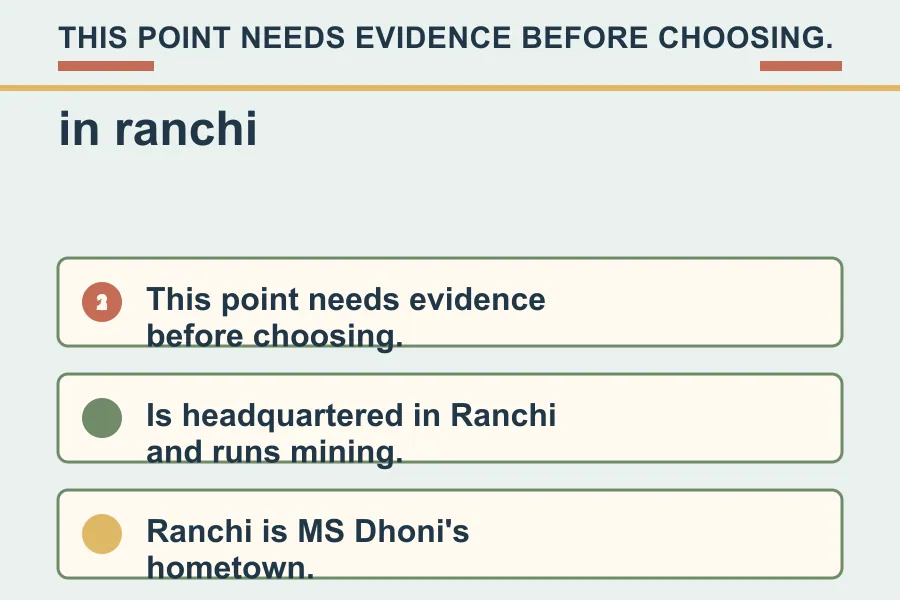 THIS POINT NEEDS EVIDENCE BEFORE CHOOSING.
in ranchi
This point needs evidence
before choosing.
Is headquartered in Ranchi
and runs mining.
Ranchi is MS Dhoni's
hometown.